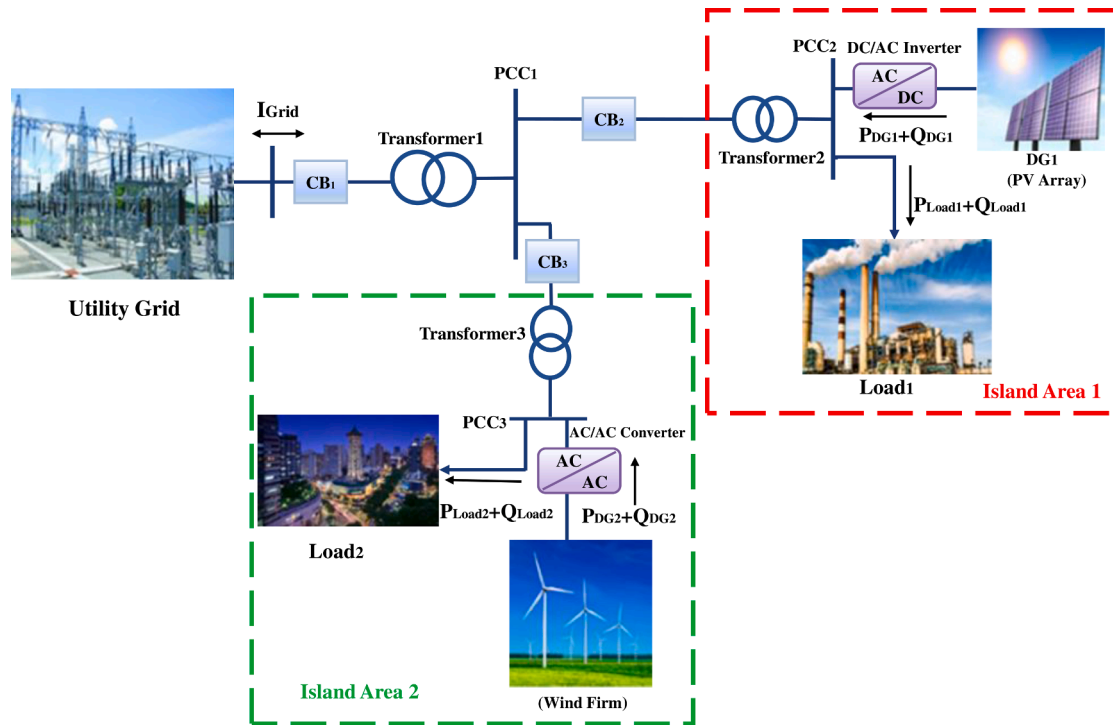 PCC1
PCC2
DC/AC Inverter
AC
DC
IGrid
Transformer1
CB2
PDG1+QDG1
Transformer2
DG1
(PV Array)
CB1
PLoad1+QLoad1
CB3
Utility Grid
Transformer3
Load1
Island Area 1
PCC3
AC/AC Converter
AC
AC
PLoad2+QLoad2
PDG2+QDG2
Load2
Island Area 2
(Wind Firm)